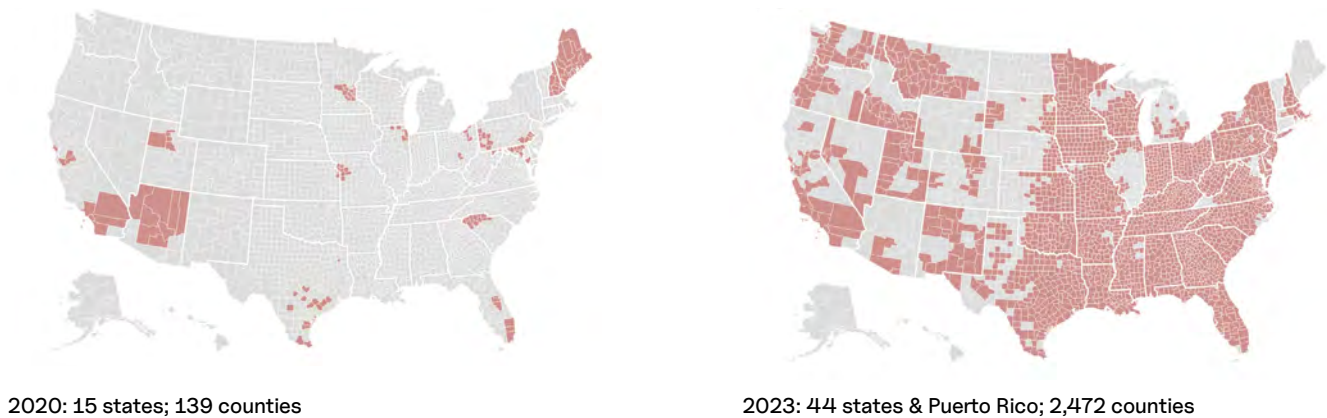 2020: 15 states; 139 counties
2023: 44 states & Puerto Rico; 2,472 counties